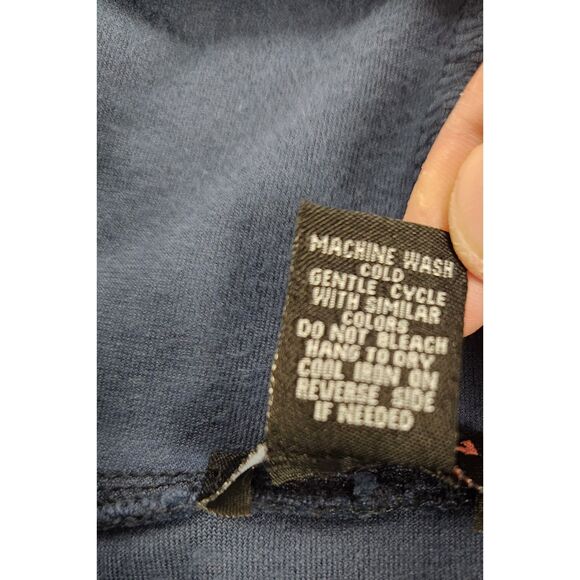 MACHINE WASH
COLD
GENTLE CYCLE
WITH SIMILAR
COLORS
DO NOT BLEACH
HANG TO DRY
COOL IRON ON
REVERSE SIDE
IF NEEDED